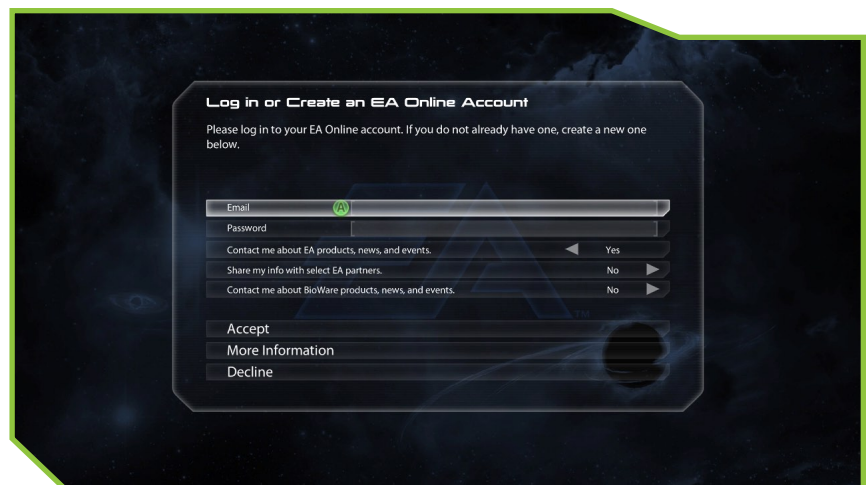 Log in or Create an EA Online Account
Please log in to your EA Online account. If you do not already have one, create a new one
below.
Email A
Password
Contact me about EA products, news, and events. Yes
Share my info with select EA partners. No
Contact me about BioWare products, news, and events. No
EA TM
Accept
More Information
Decline